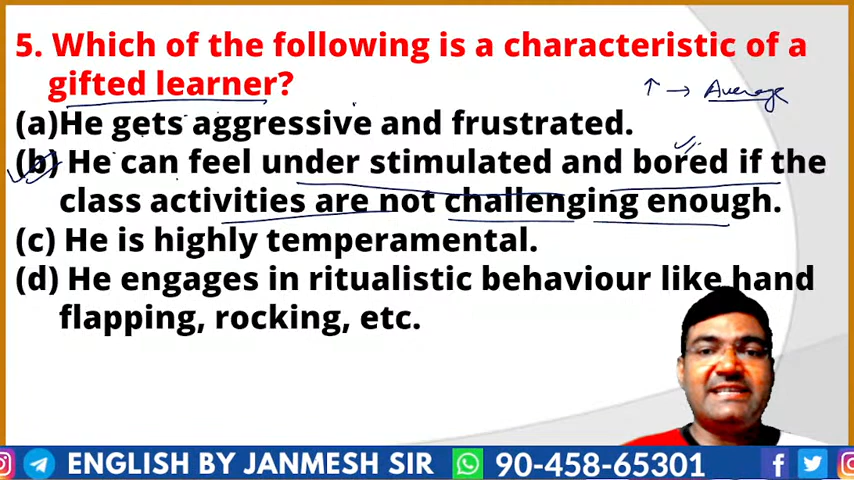 5. Which of the following is a characteristic of a
gifted learner?
↑ → Average
(a)He gets aggressive and frustrated.
(b) He can feel under stimulated and bored if the
class activities are not challenging enough.
(c) He is highly temperamental.
(d) He engages in ritualistic behaviour like hand
flapping, rocking, etc.
ENGLISH BY JANMESH SIR 90-458-65301